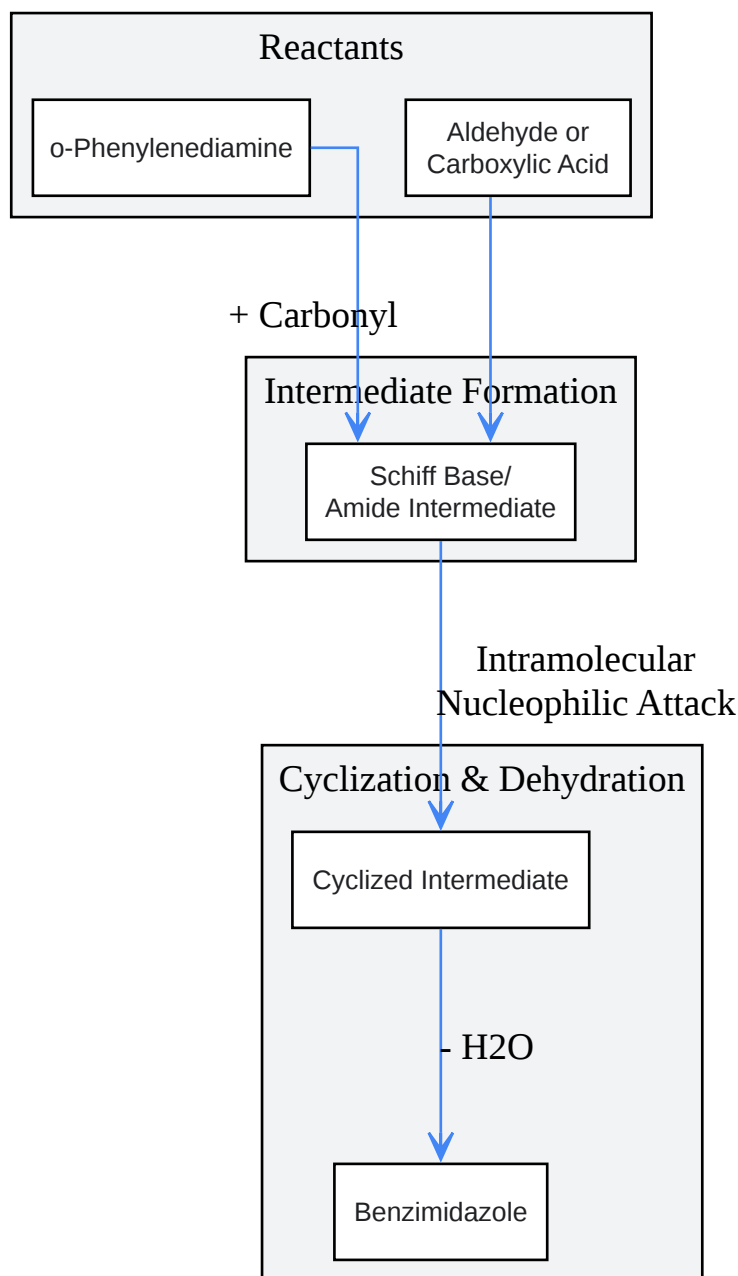 Reactants
o-Phenylenediamine
Aldehyde or
Carboxylic Acid
+ Carbonyl
Intermediate Formation
Schiff Base/
Amide Intermediate
Intramolecular
Nucleophilic Attack
Cyclization & Dehydration
Cyclized Intermediate
- H2O
Benzimidazole